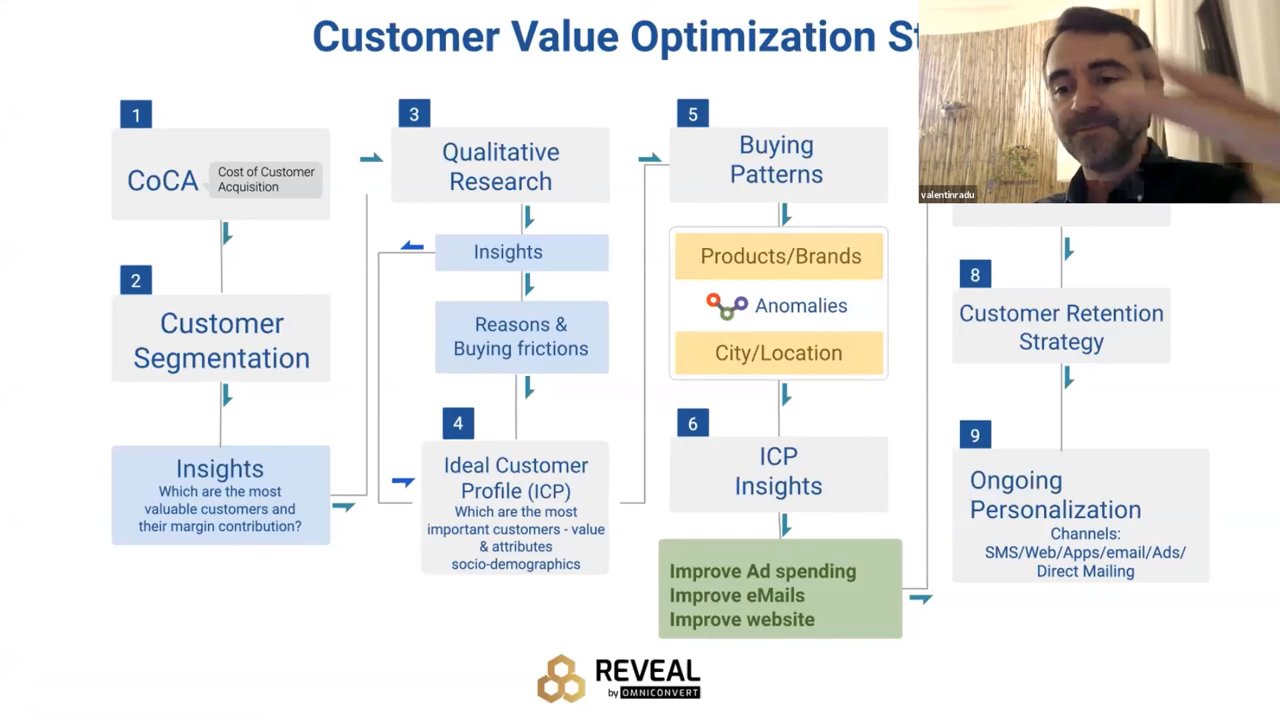 Customer Value Optimization St
valentinradu
1
CoCA
Cost of Customer
Acquisition
2
Customer
Segmentation
Insights
Which are the most
valuable customers and
their margin contribution?
3
Qualitative
Research
Insights
Reasons &
Buying frictions
4
Ideal Customer
Profile (ICP)
Which are the most
important customers - value
& attributes
socio-demographics
5
Buying
Patterns
Products/Brands
Anomalies
City/Location
6
ICP
Insights
Improve Ad spending
Improve eMails
Improve website
8
Customer Retention
Strategy
9
Ongoing
Personalization
Channels:
SMS/Web/Apps/email/Ads/
Direct Mailing
REVEAL
by OMNICONVERT